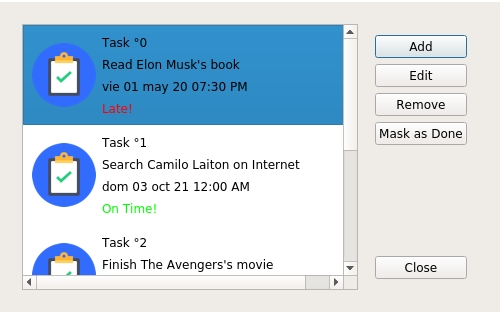 Task °0
Read Elon Musk's book
vie 01 may 20 07:30 PM
Late!
Task °1
Search Camilo Laiton on Internet
dom 03 oct 21 12:00 AM
On Time!
Task °2
Finish The Avengers's movie
Add
Edit
Remove
Mask as Done
Close